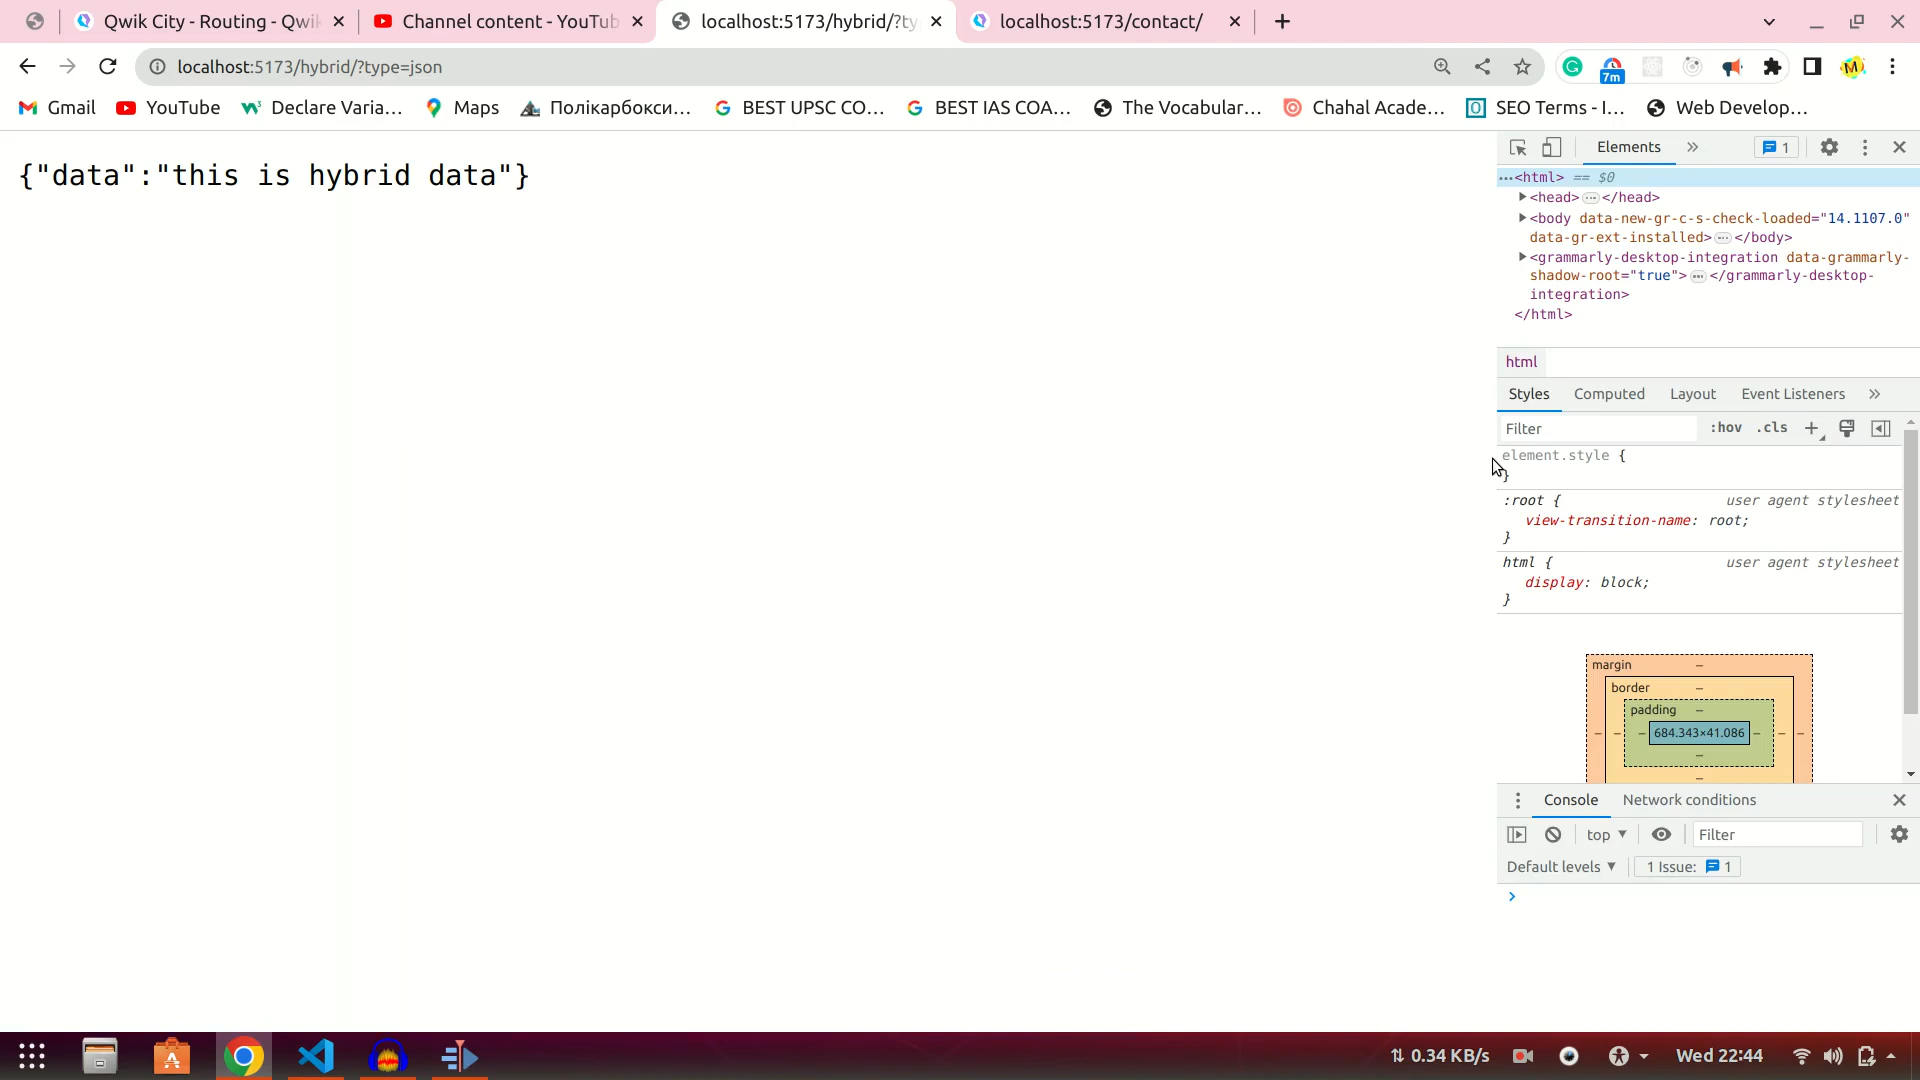 Qwik City - Routing - Qwik
Channel content - YouTub
localhost:5173/hybrid/?ty
localhost:5173/contact/
localhost:5173/hybrid/?type=json
7m
Gmail
YouTube
Declare Varia...
Maps
Полікарбокси...
BEST UPSC CO...
BEST IAS COA...
The Vocabular...
Chahal Acade...
SEO Terms - I...
Web Develop...
{"data":"this is hybrid data"}
Elements
1
<html> == $0
<head>…</head>
<body data-new-gr-c-s-check-loaded="14.1107.0"
data-gr-ext-installed>…</body>
<grammarly-desktop-integration data-grammarly-
shadow-root="true">…</grammarly-desktop-
integration>
</html>
html
Styles
Computed
Layout
Event Listeners
Filter
:hov
.cls
element.style {
}
:root {
user agent stylesheet
view-transition-name: root;
}
html {
user agent stylesheet
display: block;
}
margin
border
padding
684.343×41.086
Console
Network conditions
top
Filter
Default levels
1 Issue:
1
0.34 KB/s
Wed 22:44